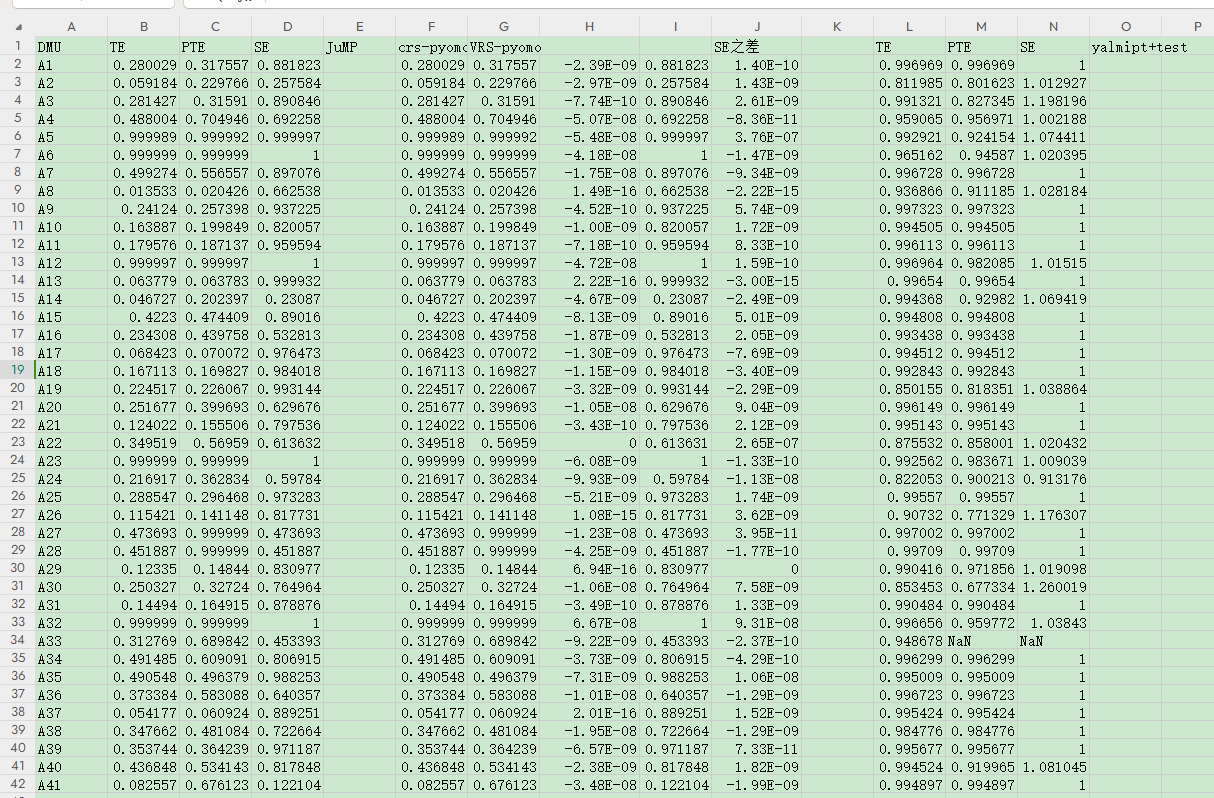 A B C D E F G H I J K L M N O P
1 DMU TE PTE SE JuMP crs-pyomo VRS-pyomo SE之差 TE PTE SE yalmipt+test
2 A1 0.280029 0.317557 0.881823 0.280029 0.317557 -2.39E-09 0.881823 1.40E-10 0.996969 0.996969 1
3 A2 0.059184 0.229766 0.257584 0.059184 0.229766 -2.97E-09 0.257584 1.43E-09 0.811985 0.801623 1.012927
4 A3 0.281427 0.31591 0.890846 0.281427 0.31591 -7.74E-10 0.890846 2.61E-09 0.991321 0.827345 1.198196
5 A4 0.488004 0.704946 0.692258 0.488004 0.704946 -5.07E-08 0.692258 -8.36E-11 0.959065 0.956971 1.002188
6 A5 0.999989 0.999992 0.999997 0.999989 0.999992 -5.48E-08 0.999997 3.76E-07 0.992921 0.924154 1.074411
7 A6 0.999999 0.999999 1 0.999999 0.999999 -4.18E-08 1 -1.47E-09 0.965162 0.94587 1.020395
8 A7 0.499274 0.556557 0.897076 0.499274 0.556557 -1.75E-08 0.897076 -9.34E-09 0.996728 0.996728 1
9 A8 0.013533 0.020426 0.662538 0.013533 0.020426 1.49E-16 0.662538 -2.22E-15 0.936866 0.911185 1.028184
10 A9 0.24124 0.257398 0.937225 0.24124 0.257398 -4.52E-10 0.937225 5.74E-09 0.997323 0.997323 1
11 A10 0.163887 0.199849 0.820057 0.163887 0.199849 -1.00E-09 0.820057 1.72E-09 0.994505 0.994505 1
12 A11 0.179576 0.187137 0.959594 0.179576 0.187137 -7.18E-10 0.959594 8.33E-10 0.996113 0.996113 1
13 A12 0.999997 0.999997 1 0.999997 0.999997 -4.72E-08 1 1.59E-10 0.996964 0.982085 1.01515
14 A13 0.063779 0.063783 0.999932 0.063779 0.063783 2.22E-16 0.999932 -3.00E-15 0.99654 0.99654 1
15 A14 0.046727 0.202397 0.23087 0.046727 0.202397 -4.67E-09 0.23087 -2.49E-09 0.994368 0.92982 1.069419
16 A15 0.4223 0.474409 0.89016 0.4223 0.474409 -8.13E-09 0.89016 5.01E-09 0.994808 0.994808 1
17 A16 0.234308 0.439758 0.532813 0.234308 0.439758 -1.87E-09 0.532813 2.05E-09 0.993438 0.993438 1
18 A17 0.068423 0.070072 0.976473 0.068423 0.070072 -1.30E-09 0.976473 -7.69E-09 0.994512 0.994512 1
19 A18 0.167113 0.169827 0.984018 0.167113 0.169827 -1.15E-09 0.984018 -3.40E-09 0.992843 0.992843 1
20 A19 0.224517 0.226067 0.993144 0.224517 0.226067 -3.32E-09 0.993144 -2.29E-09 0.850155 0.818351 1.038864
21 A20 0.251677 0.399693 0.629676 0.251677 0.399693 -1.05E-08 0.629676 9.04E-09 0.996149 0.996149 1
22 A21 0.124022 0.155506 0.797536 0.124022 0.155506 -3.43E-10 0.797536 2.12E-09 0.995143 0.995143 1
23 A22 0.349519 0.56959 0.613632 0.349518 0.56959 0 0.613631 2.65E-07 0.875532 0.858001 1.020432
24 A23 0.999999 0.999999 1 0.999999 0.999999 -6.08E-09 1 -1.33E-10 0.992562 0.983671 1.009039
25 A24 0.216917 0.362834 0.59784 0.216917 0.362834 -9.93E-09 0.59784 -1.13E-08 0.822053 0.900213 0.913176
26 A25 0.288547 0.296468 0.973283 0.288547 0.296468 -5.21E-09 0.973283 1.74E-09 0.99557 0.99557 1
27 A26 0.115421 0.141148 0.817731 0.115421 0.141148 1.08E-15 0.817731 3.62E-09 0.90732 0.771329 1.176307
28 A27 0.473693 0.999999 0.473693 0.473693 0.999999 -1.23E-08 0.473693 3.95E-11 0.997002 0.997002 1
29 A28 0.451887 0.999999 0.451887 0.451887 0.999999 -4.25E-09 0.451887 -1.77E-10 0.99709 0.99709 1
30 A29 0.12335 0.14844 0.830977 0.12335 0.14844 6.94E-16 0.830977 0 0.990416 0.971856 1.019098
31 A30 0.250327 0.32724 0.764964 0.250327 0.32724 -1.06E-08 0.764964 7.58E-09 0.853453 0.677334 1.260019
32 A31 0.14494 0.164915 0.878876 0.14494 0.164915 -3.49E-10 0.878876 1.33E-09 0.990484 0.990484 1
33 A32 0.999999 0.999999 1 0.999999 0.999999 6.67E-08 1 9.31E-08 0.996656 0.959772 1.03843
34 A33 0.312769 0.689842 0.453393 0.312769 0.689842 -9.22E-09 0.453393 -2.37E-10 0.948678 NaN NaN
35 A34 0.491485 0.609091 0.806915 0.491485 0.609091 -3.73E-09 0.806915 -4.29E-10 0.996299 0.996299 1
36 A35 0.490548 0.496379 0.988253 0.490548 0.496379 -7.31E-09 0.988253 1.06E-08 0.995009 0.995009 1
37 A36 0.373384 0.583088 0.640357 0.373384 0.583088 -1.01E-08 0.640357 -1.29E-09 0.996723 0.996723 1
38 A37 0.054177 0.060924 0.889251 0.054177 0.060924 2.01E-16 0.889251 1.52E-09 0.995424 0.995424 1
39 A38 0.347662 0.481084 0.722664 0.347662 0.481084 -1.95E-08 0.722664 -1.29E-09 0.984776 0.984776 1
40 A39 0.353744 0.364239 0.971187 0.353744 0.364239 -6.57E-09 0.971187 7.33E-11 0.995677 0.995677 1
41 A40 0.436848 0.534143 0.817848 0.436848 0.534143 -2.38E-09 0.817848 1.82E-09 0.994524 0.919965 1.081045
42 A41 0.082557 0.676123 0.122104 0.082557 0.676123 -3.48E-08 0.122104 -1.99E-09 0.994897 0.994897 1